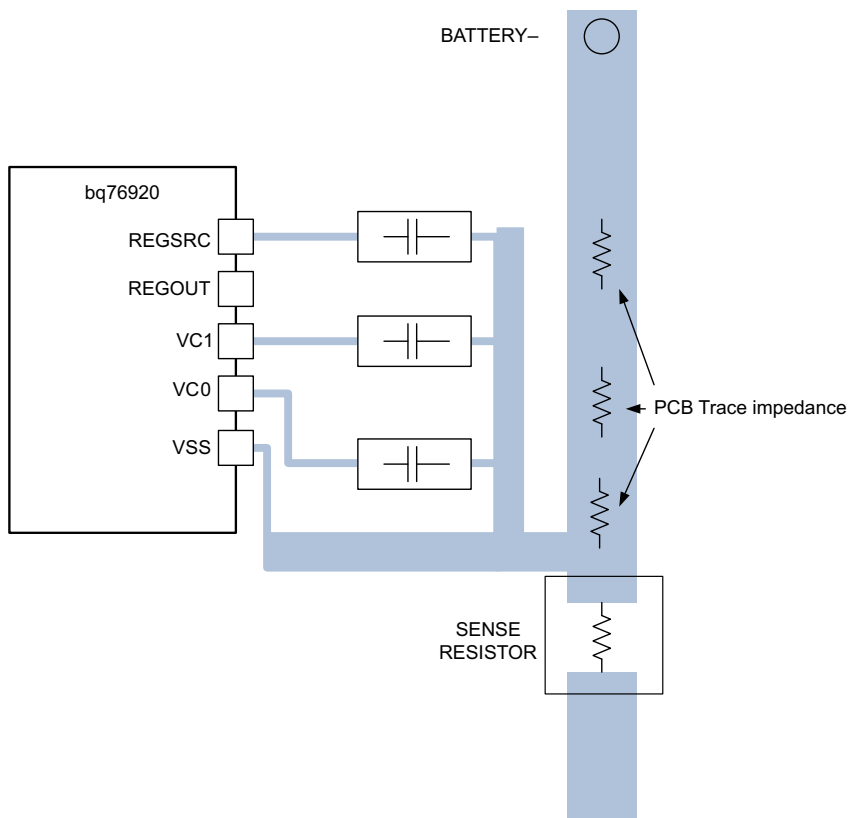 BATTERY–
bq76920
REGSRC
REGOUT
VC1
VC0
VSS
PCB Trace impedance
SENSE
RESISTOR